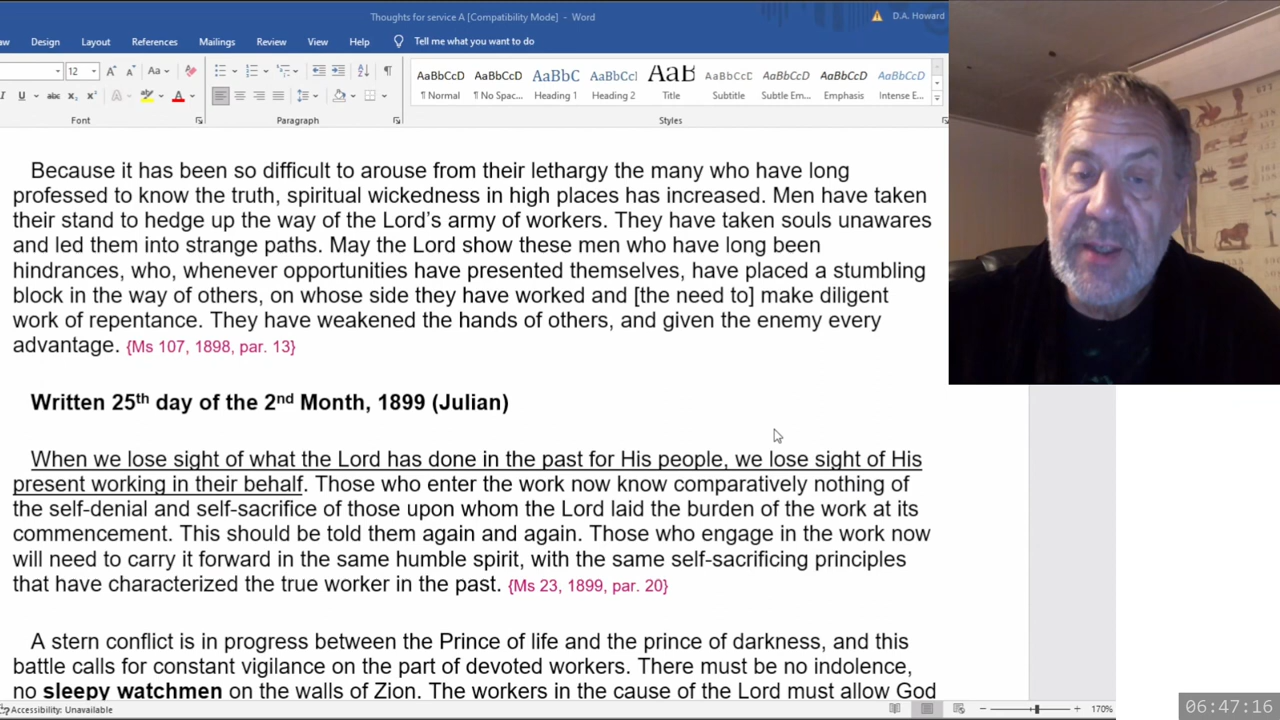 Thoughts for service A [Compatibility Mode] - Word
D.A. Howard
aw Design Layout References Mailings Review View Help Tell me what you want to do
12 Aa
I U abc x₂ x² A A
¶
AaBbCcD AaBbCcD AaBbC AaBbCcI AaB AaBbCcD AaBbCcD AaBbCcD AaBbCcD
¶ Normal ¶ No Spac... Heading 1 Heading 2 Title Subtitle Subtle Em... Emphasis Intense E...
Font Paragraph Styles
Because it has been so difficult to arouse from their lethargy the many who have long
professed to know the truth, spiritual wickedness in high places has increased. Men have taken
their stand to hedge up the way of the Lord’s army of workers. They have taken souls unawares
and led them into strange paths. May the Lord show these men who have long been
hindrances, who, whenever opportunities have presented themselves, have placed a stumbling
block in the way of others, on whose side they have worked and [the need to] make diligent
work of repentance. They have weakened the hands of others, and given the enemy every
advantage. {Ms 107, 1898, par. 13}
Written 25th day of the 2nd Month, 1899 (Julian)
When we lose sight of what the Lord has done in the past for His people, we lose sight of His
present working in their behalf. Those who enter the work now know comparatively nothing of
the self-denial and self-sacrifice of those upon whom the Lord laid the burden of the work at its
commencement. This should be told them again and again. Those who engage in the work now
will need to carry it forward in the same humble spirit, with the same self-sacrificing principles
that have characterized the true worker in the past. {Ms 23, 1899, par. 20}
A stern conflict is in progress between the Prince of life and the prince of darkness, and this
battle calls for constant vigilance on the part of devoted workers. There must be no indolence,
no sleepy watchmen on the walls of Zion. The workers in the cause of the Lord must allow God
Accessibility: Unavailable
170%
06:47:16